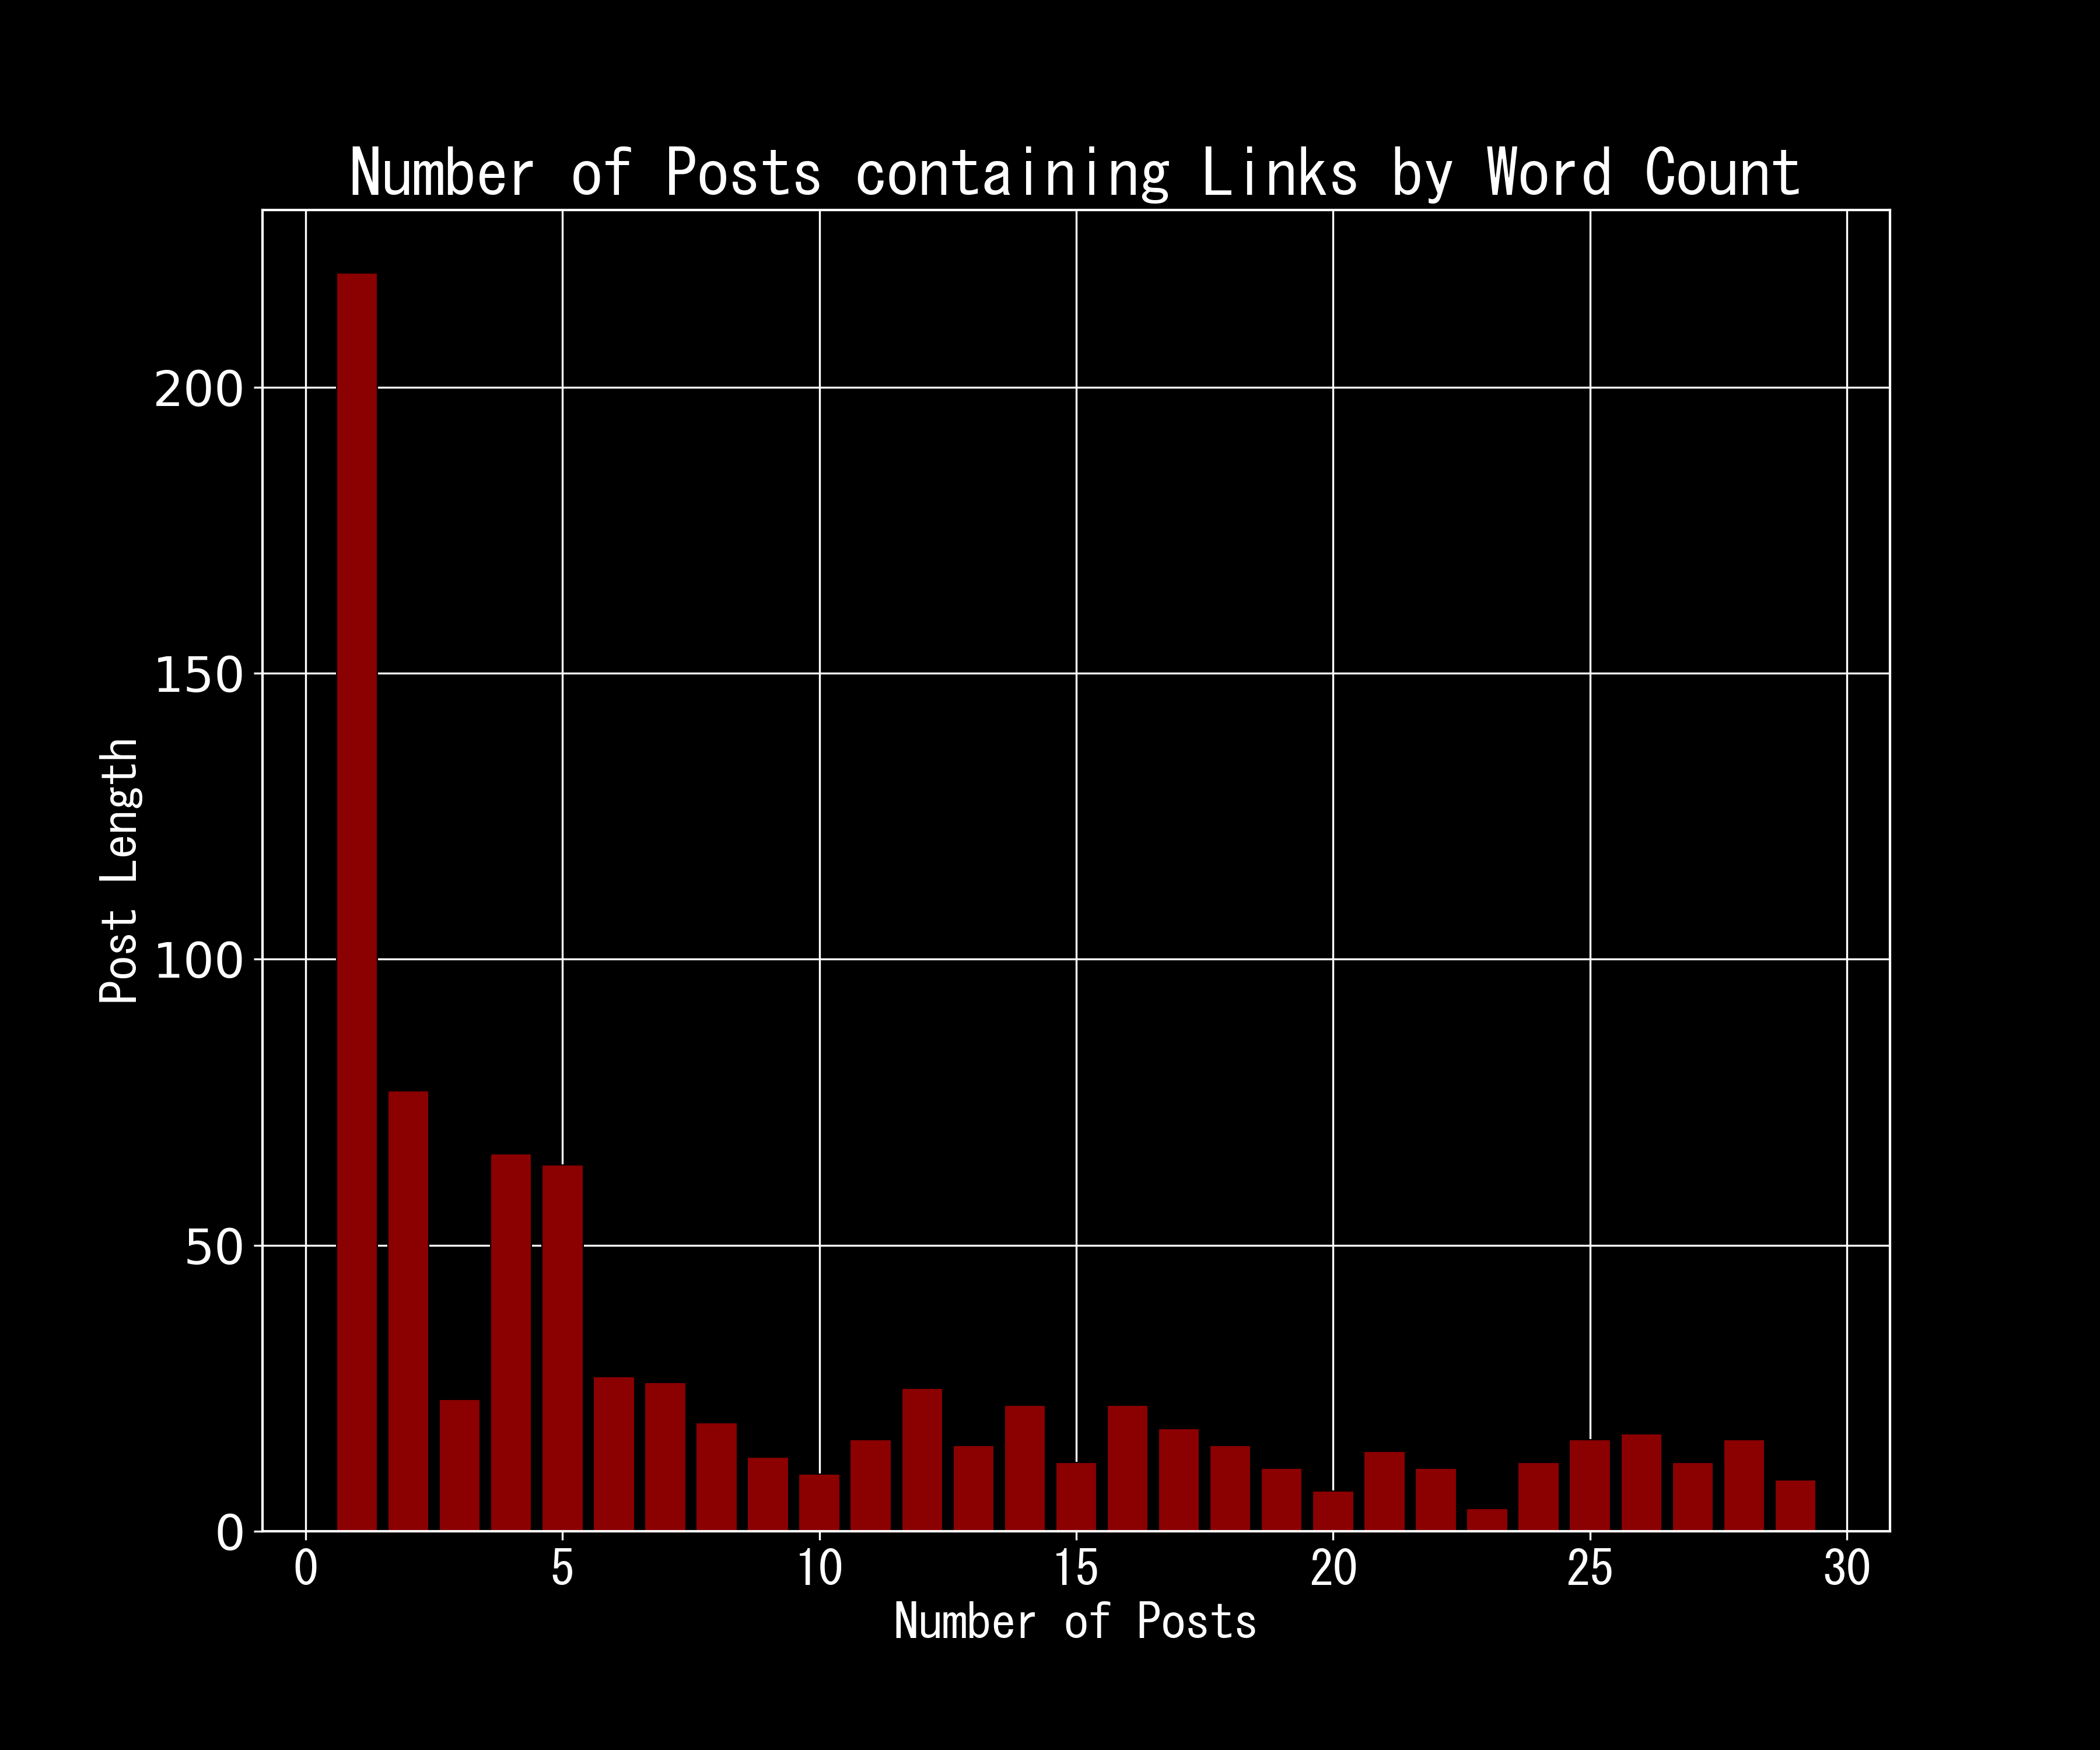 Number of Posts containing Links by Word Count
200
150
100
50
0
Post Length
0 5 10 15 20 25 30
Number of Posts